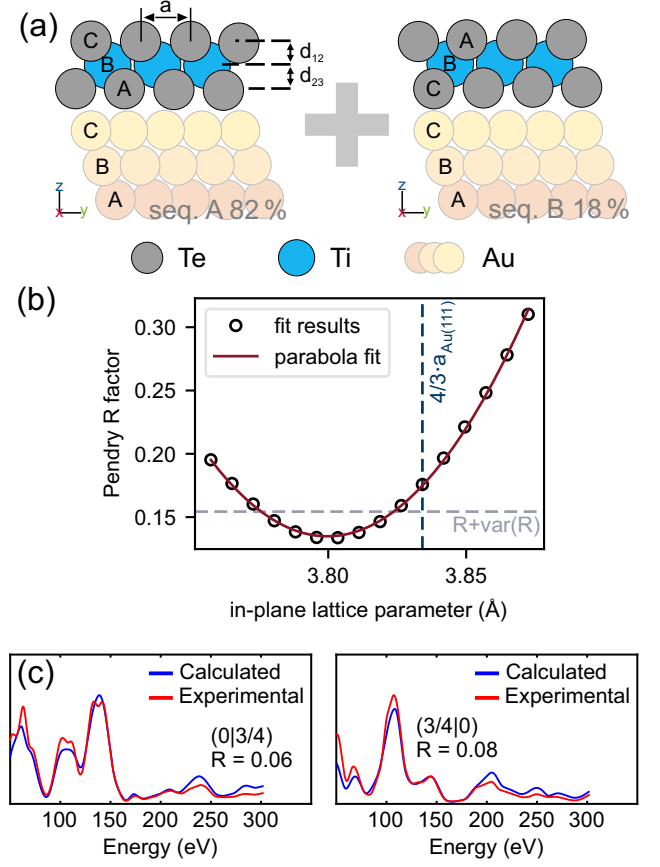 (a)
a
C
B
A
d12
d23
C
B
A
z
x y
seq. A 82 %
A
B
C
C
B
A
z
x y
seq. B 18 %
Te
Ti
Au
(b)
0.30
0.25
0.20
0.15
Pendry R factor
fit results
parabola fit
4/3·aAu(111)
R+var(R)
3.80
3.85
in-plane lattice parameter (Å)
(c)
Calculated
Experimental
(0|3/4)
R = 0.06
100 150 200 250 300
Energy (eV)
Calculated
Experimental
(3/4|0)
R = 0.08
100 150 200 250 300
Energy (eV)